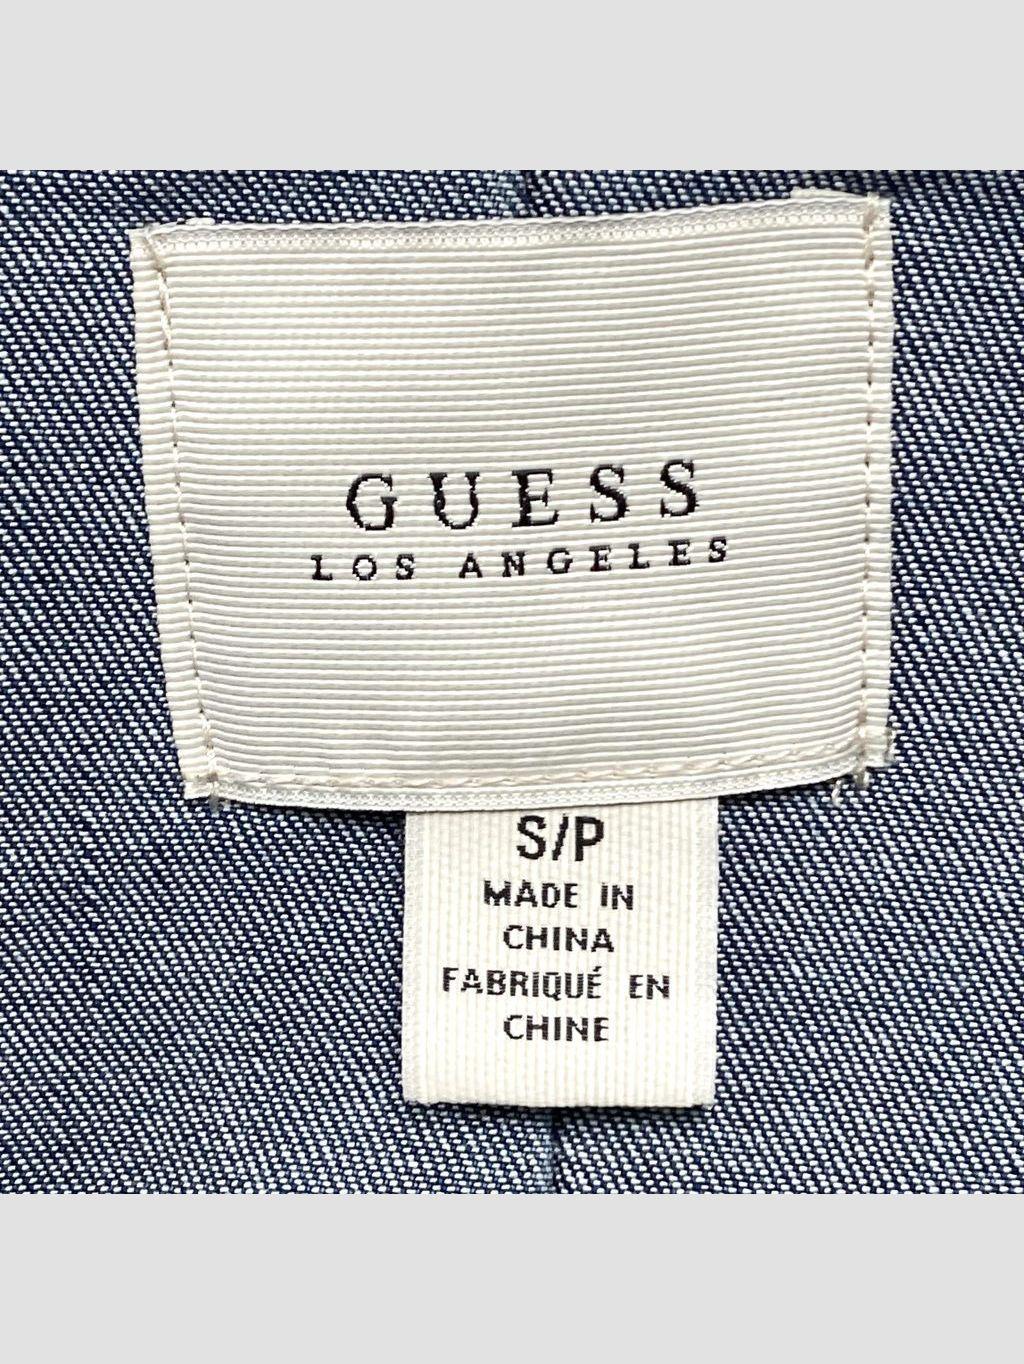 GUESS
LOS ANGELES
S/P
MADE IN
CHINA
FABRIQUÉ EN
CHINE